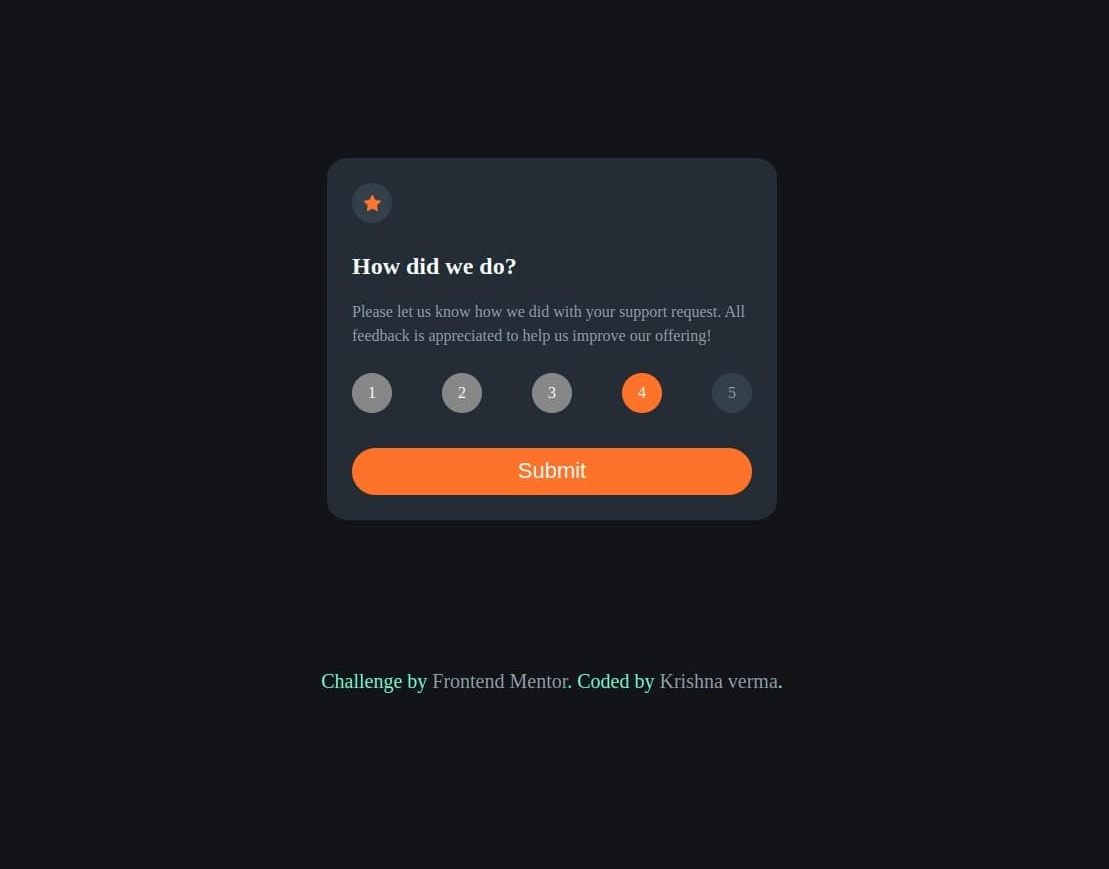 How did we do?
Please let us know how we did with your support request. All
feedback is appreciated to help us improve our offering!
1 2 3 4 5
Submit
Challenge by Frontend Mentor. Coded by Krishna verma.